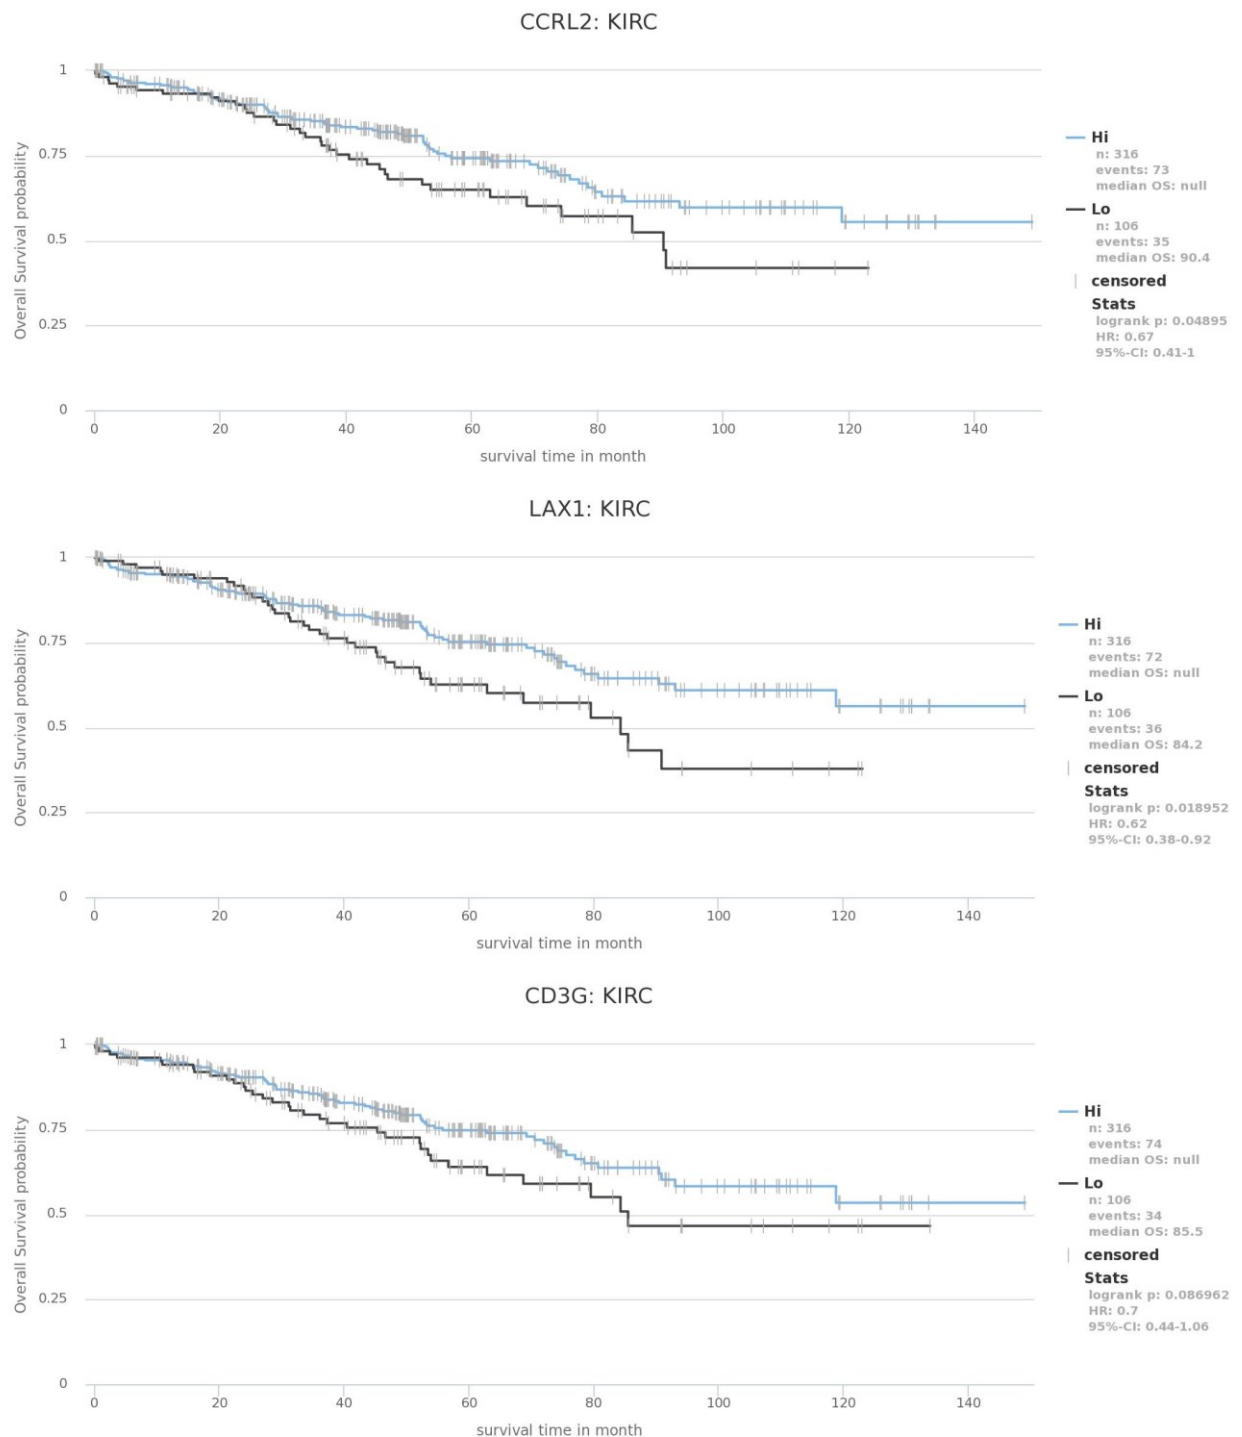 CCRL2: KIRC
Overall Survival probability
1
0.75
0.5
0.25
0
0 20 40 60 80 100 120 140
survival time in month
Hi
n: 316
events: 73
median OS: null
Lo
n: 106
events: 35
median OS: 90.4
censored
Stats
logrank p: 0.04895
HR: 0.67
95%-CI: 0.41-1
LAX1: KIRC
Overall Survival probability
1
0.75
0.5
0.25
0
0 20 40 60 80 100 120 140
survival time in month
Hi
n: 316
events: 72
median OS: null
Lo
n: 106
events: 36
median OS: 84.2
censored
Stats
logrank p: 0.018952
HR: 0.62
95%-CI: 0.38-0.92
CD3G: KIRC
Overall Survival probability
1
0.75
0.5
0.25
0
0 20 40 60 80 100 120 140
survival time in month
Hi
n: 316
events: 74
median OS: null
Lo
n: 106
events: 34
median OS: 85.5
censored
Stats
logrank p: 0.086962
HR: 0.7
95%-CI: 0.44-1.06